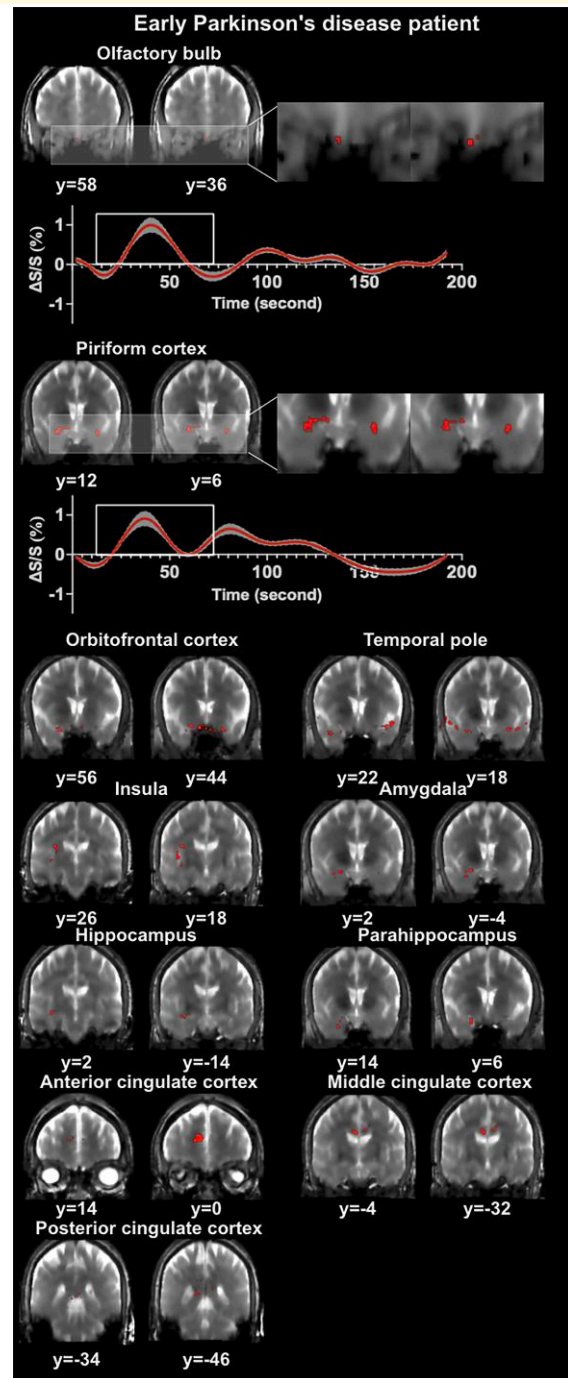 Early Parkinson's disease patient
Olfactory bulb
y=58 y=36
ΔS/S (%)
1
0
-1
50 100 150 200
Time (second)
Piriform cortex
y=12 y=6
ΔS/S (%)
1
0
-1
50 100 150 200
Time (second)
Orbitofrontal cortex Temporal pole
y=56 y=44 y=22 y=18
Insula Amygdala
y=26 y=18 y=2 y=-4
Hippocampus Parahippocampus
y=2 y=-14 y=14 y=6
Anterior cingulate cortex Middle cingulate cortex
y=14 y=0 y=-4 y=-32
Posterior cingulate cortex
y=-34 y=-46